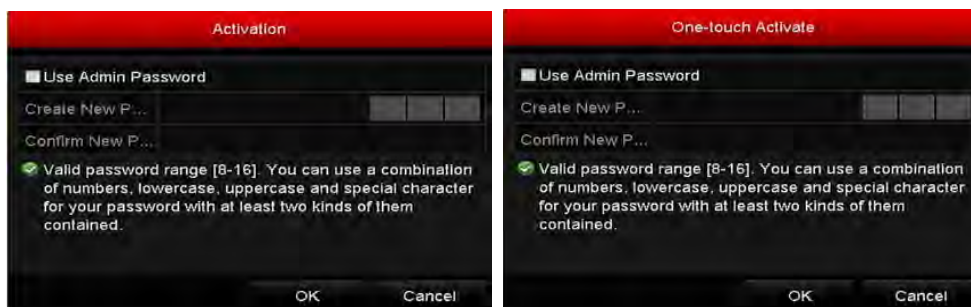 Activation
Use Admin Password
Create New P...
Confirm New P...
Valid password range [8-16]. You can use a combination
of numbers, lowercase, uppercase and special character
for your password with at least two kinds of them
contained.
OK Cancel
One-touch Activate
Use Admin Password
Create New P...
Confirm New P...
Valid password range [8-16]. You can use a combination
of numbers, lowercase, uppercase and special character
for your password with at least two kinds of them
contained.
OK Cancel